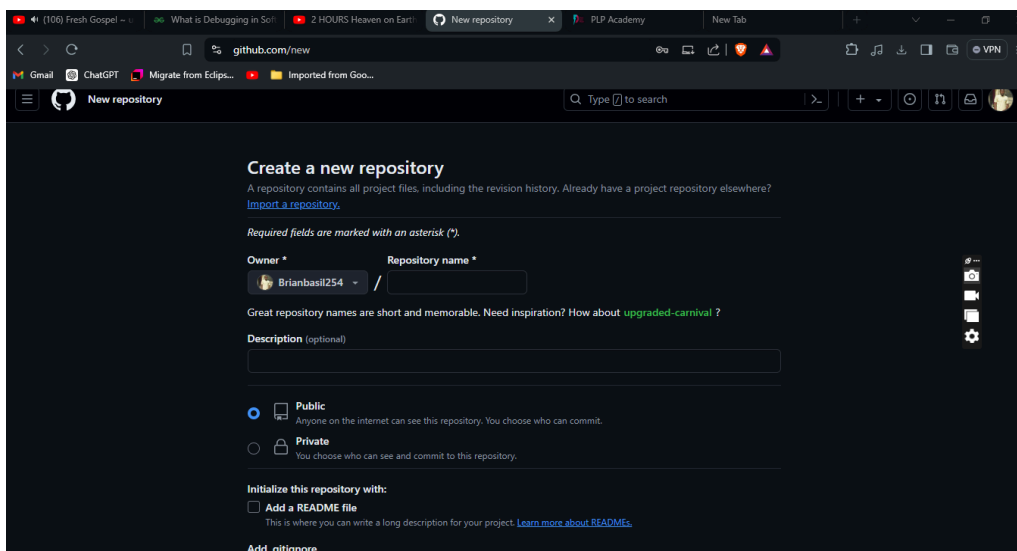 (106) Fresh Gospel – u
What is Debugging in Soft
2 HOURS Heaven on Earth
New repository
PLP Academy
New Tab
github.com/new
VPN
Gmail
ChatGPT
Migrate from Eclips...
Imported from Goo...
New repository
Type / to search
Create a new repository
A repository contains all project files, including the revision history. Already have a project repository elsewhere?
Import a repository.
Required fields are marked with an asterisk (*).
Owner *
Repository name *
Brianbasil254
/
Great repository names are short and memorable. Need inspiration? How about upgraded-carnival ?
Description (optional)
Public
Anyone on the internet can see this repository. You choose who can commit.
Private
You choose who can see and commit to this repository.
Initialize this repository with:
Add a README file
This is where you can write a long description for your project. Learn more about READMEs.
Add .gitignore